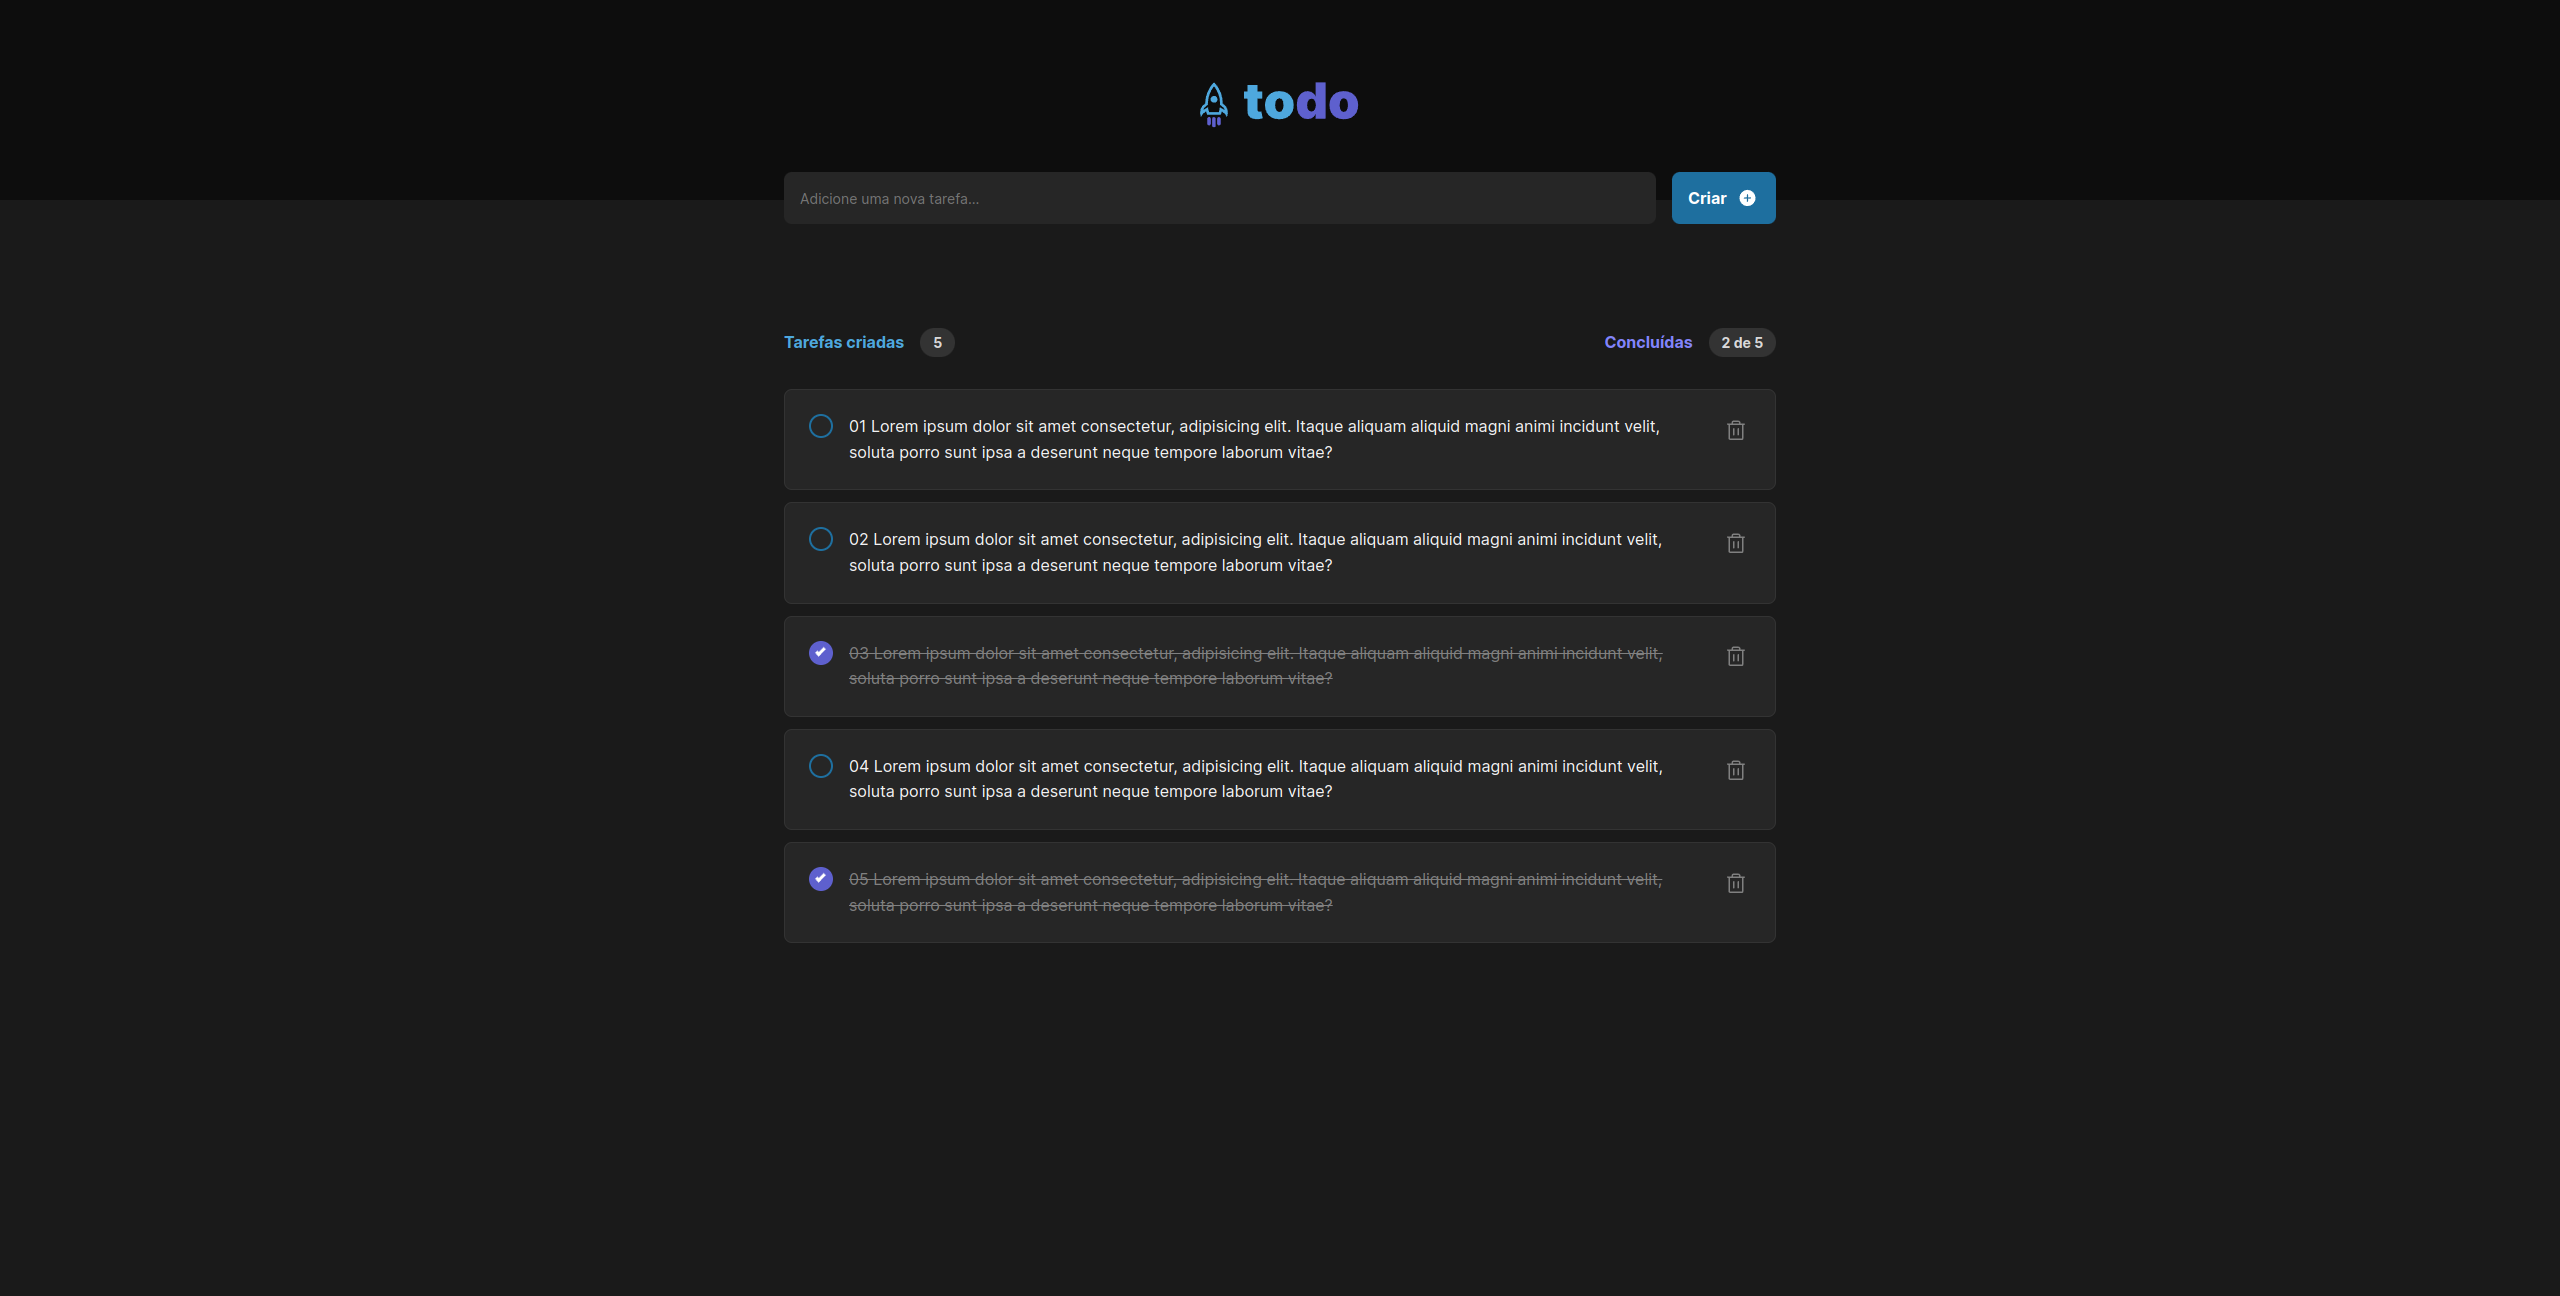 todo
Adicione uma nova tarefa...
Criar
Tarefas criadas 5
Concluídas 2 de 5
01 Lorem ipsum dolor sit amet consectetur, adipisicing elit. Itaque aliquam aliquid magni animi incidunt velit,
soluta porro sunt ipsa a deserunt neque tempore laborum vitae?
02 Lorem ipsum dolor sit amet consectetur, adipisicing elit. Itaque aliquam aliquid magni animi incidunt velit,
soluta porro sunt ipsa a deserunt neque tempore laborum vitae?
03 Lorem ipsum dolor sit amet consectetur, adipisicing elit. Itaque aliquam aliquid magni animi incidunt velit,
soluta porro sunt ipsa a deserunt neque tempore laborum vitae?
04 Lorem ipsum dolor sit amet consectetur, adipisicing elit. Itaque aliquam aliquid magni animi incidunt velit,
soluta porro sunt ipsa a deserunt neque tempore laborum vitae?
05 Lorem ipsum dolor sit amet consectetur, adipisicing elit. Itaque aliquam aliquid magni animi incidunt velit,
soluta porro sunt ipsa a deserunt neque tempore laborum vitae?